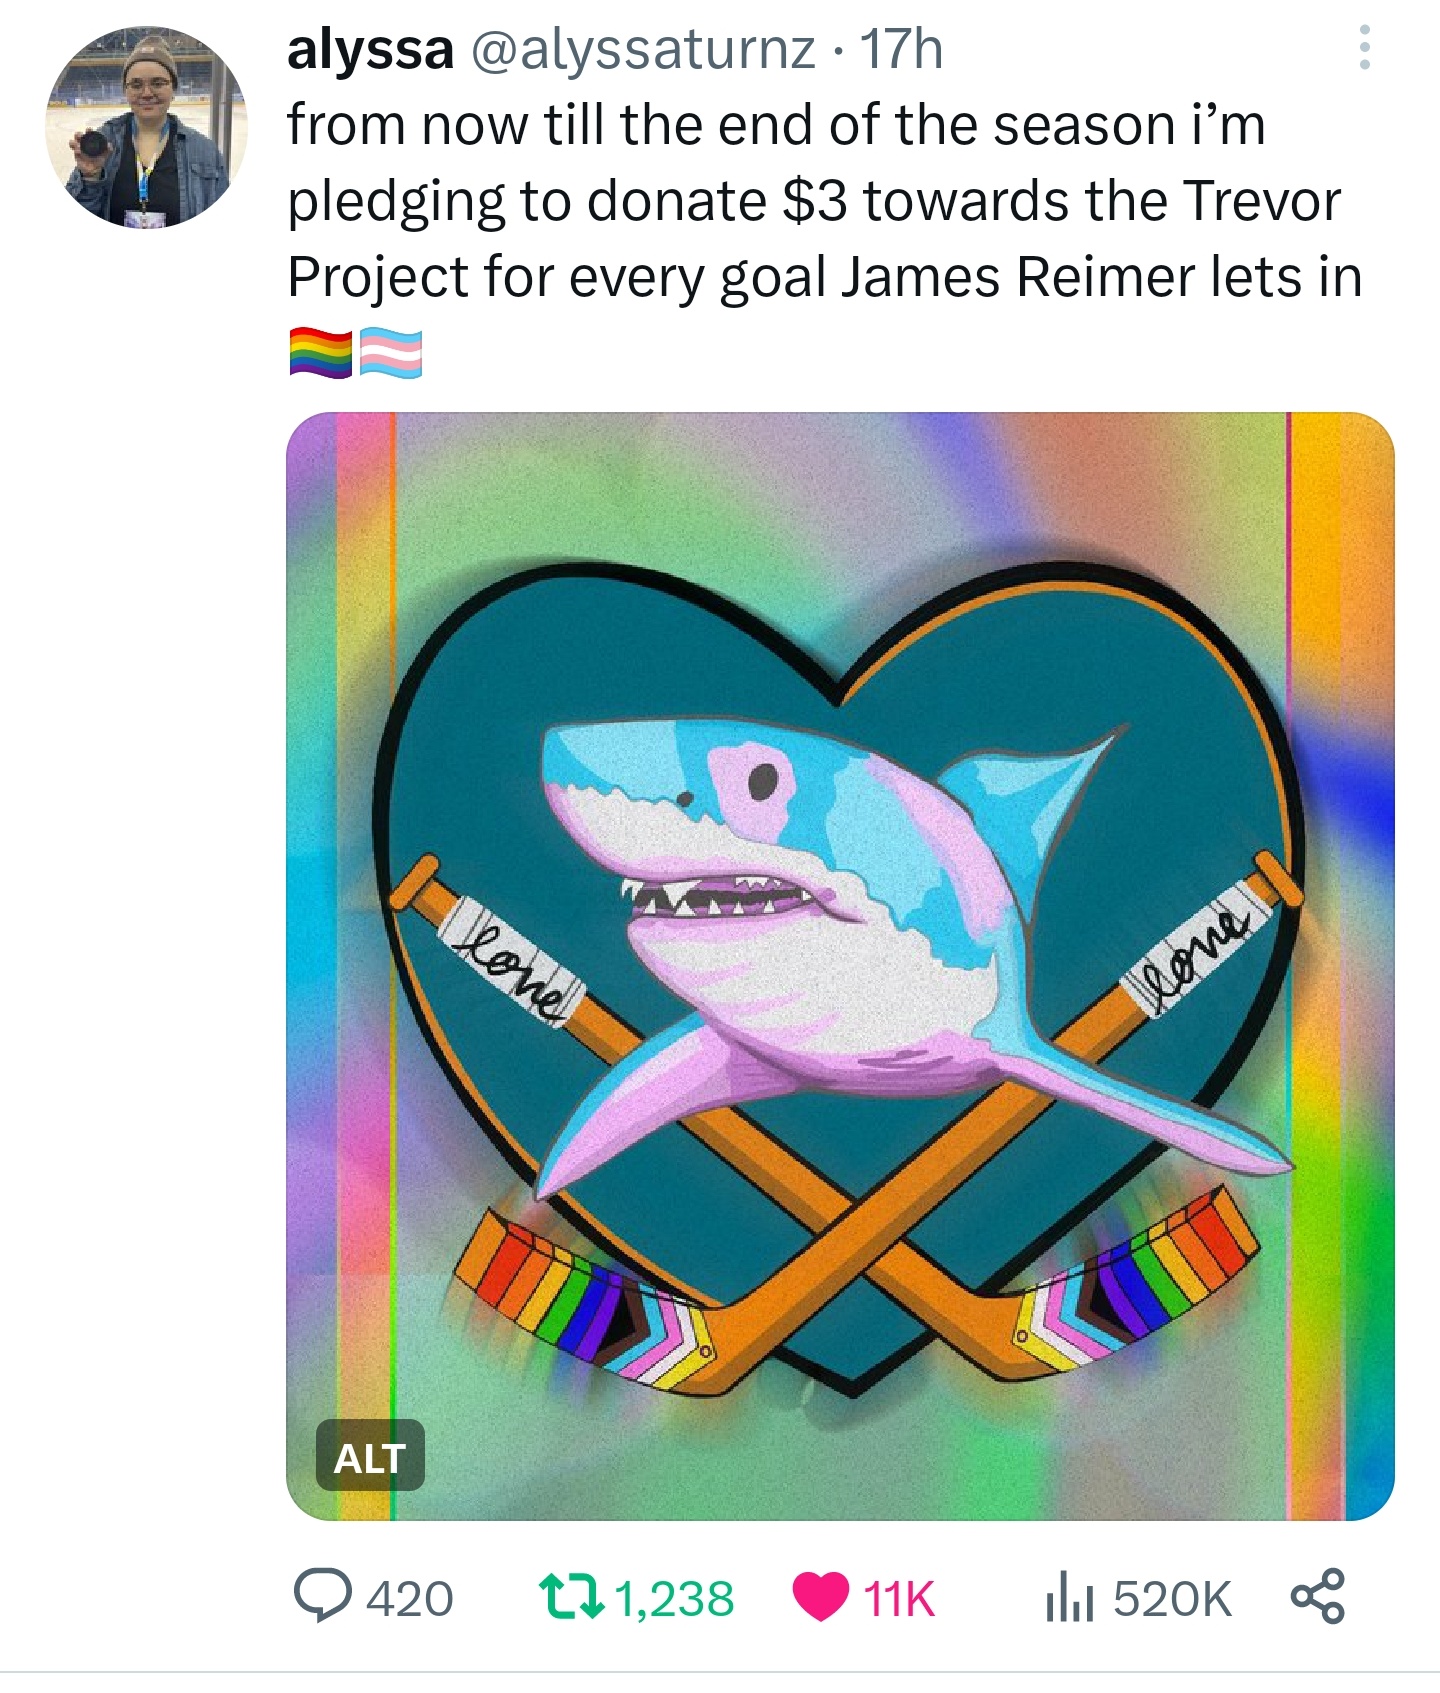 alyssa @alyssaturnz · 17h
from now till the end of the season i’m
pledging to donate $3 towards the Trevor
Project for every goal James Reimer lets in
🏳️‍🌈🏳️‍⚧️
love
love
ALT
420 1,238 11K 520K